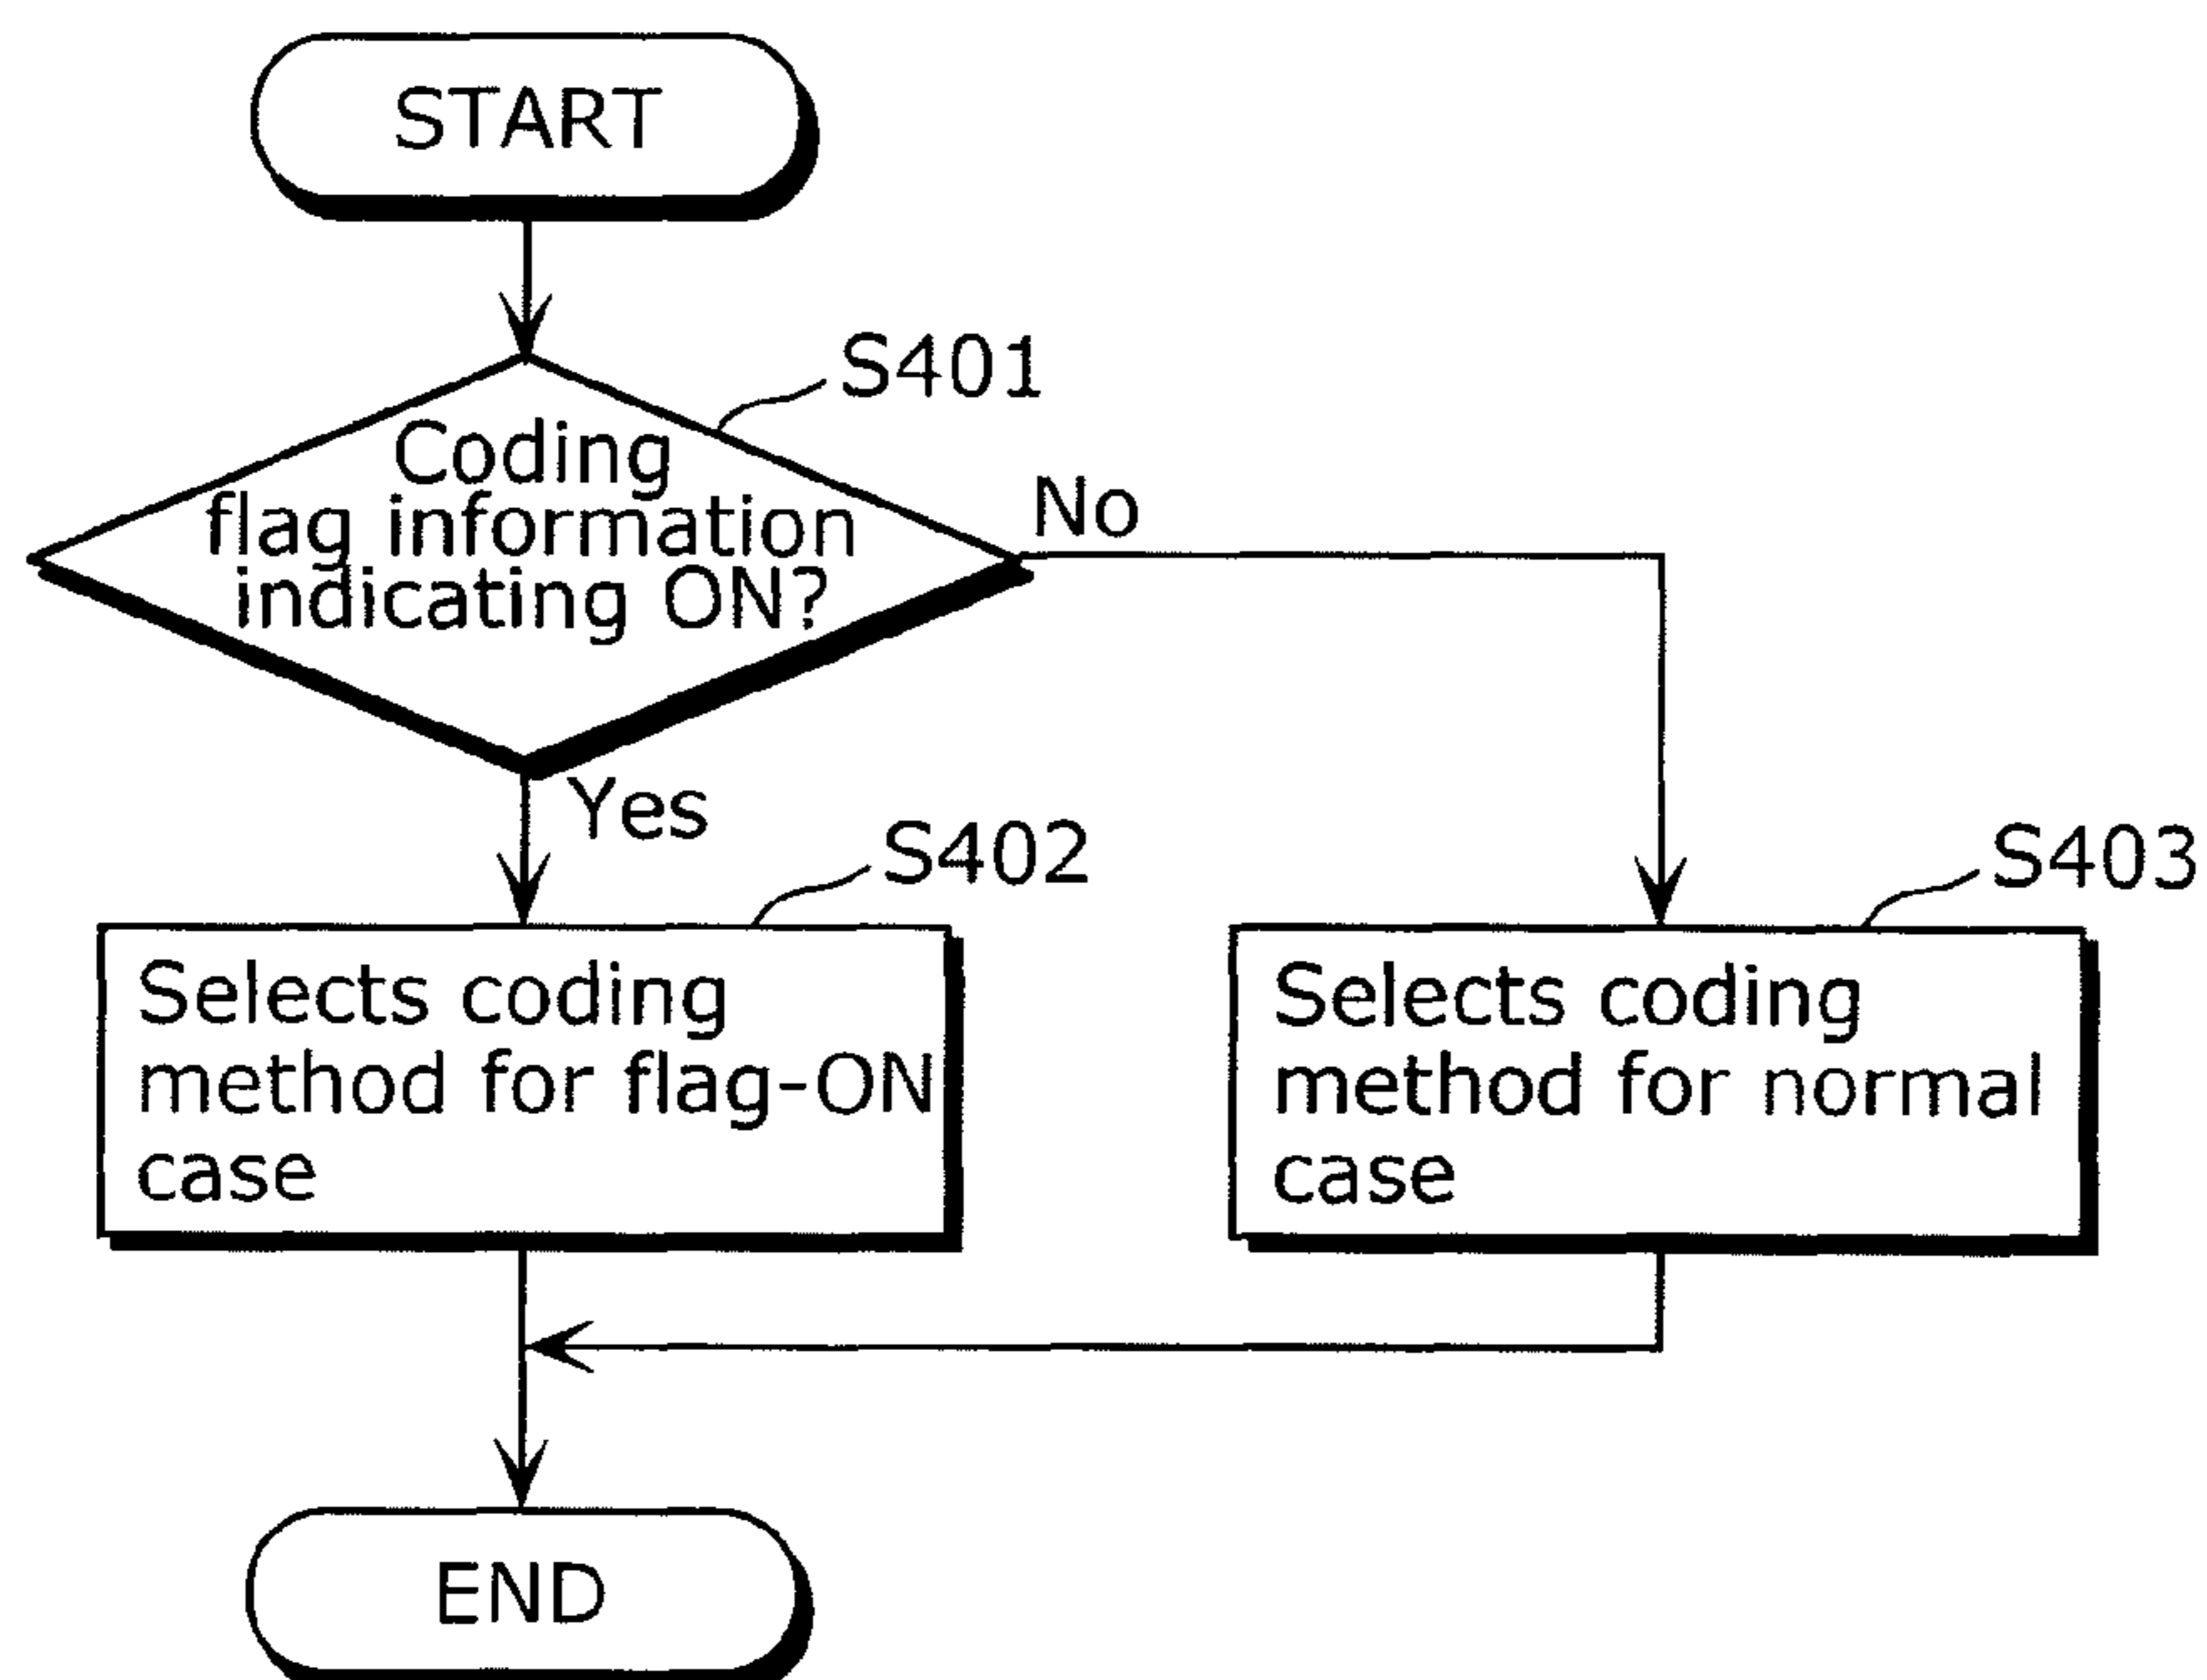 START
S401
Coding
flag information
indicating ON?
No
Yes
S402
Selects coding
method for flag-ON
case
S403
Selects coding
method for normal
case
END